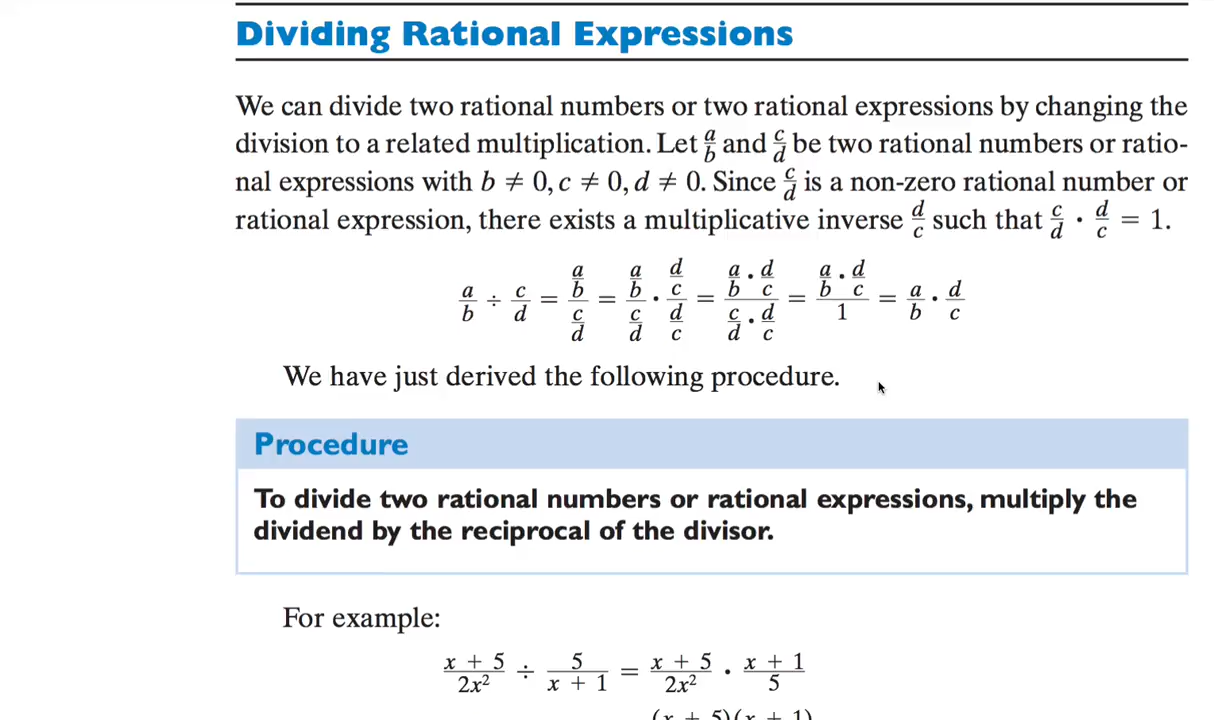 Dividing Rational Expressions
We can divide two rational numbers or two rational expressions by changing the
division to a related multiplication. Let a/b and c/d be two rational numbers or ratio-
nal expressions with b ≠ 0, c ≠ 0, d ≠ 0. Since c/d is a non-zero rational number or
rational expression, there exists a multiplicative inverse d/c such that c/d · d/c = 1.
a/b ÷ c/d = (a/b)/(c/d) = (a/b)/(c/d) · (d/c)/(d/c) = (a/b · d/c)/(c/d · d/c) = (a/b · d/c)/1 = a/b · d/c
We have just derived the following procedure.
Procedure
To divide two rational numbers or rational expressions, multiply the
dividend by the reciprocal of the divisor.
For example:
(x + 5)/(2x²) ÷ 5/(x + 1) = (x + 5)/(2x²) · (x + 1)/5
(x + 5)(x + 1)